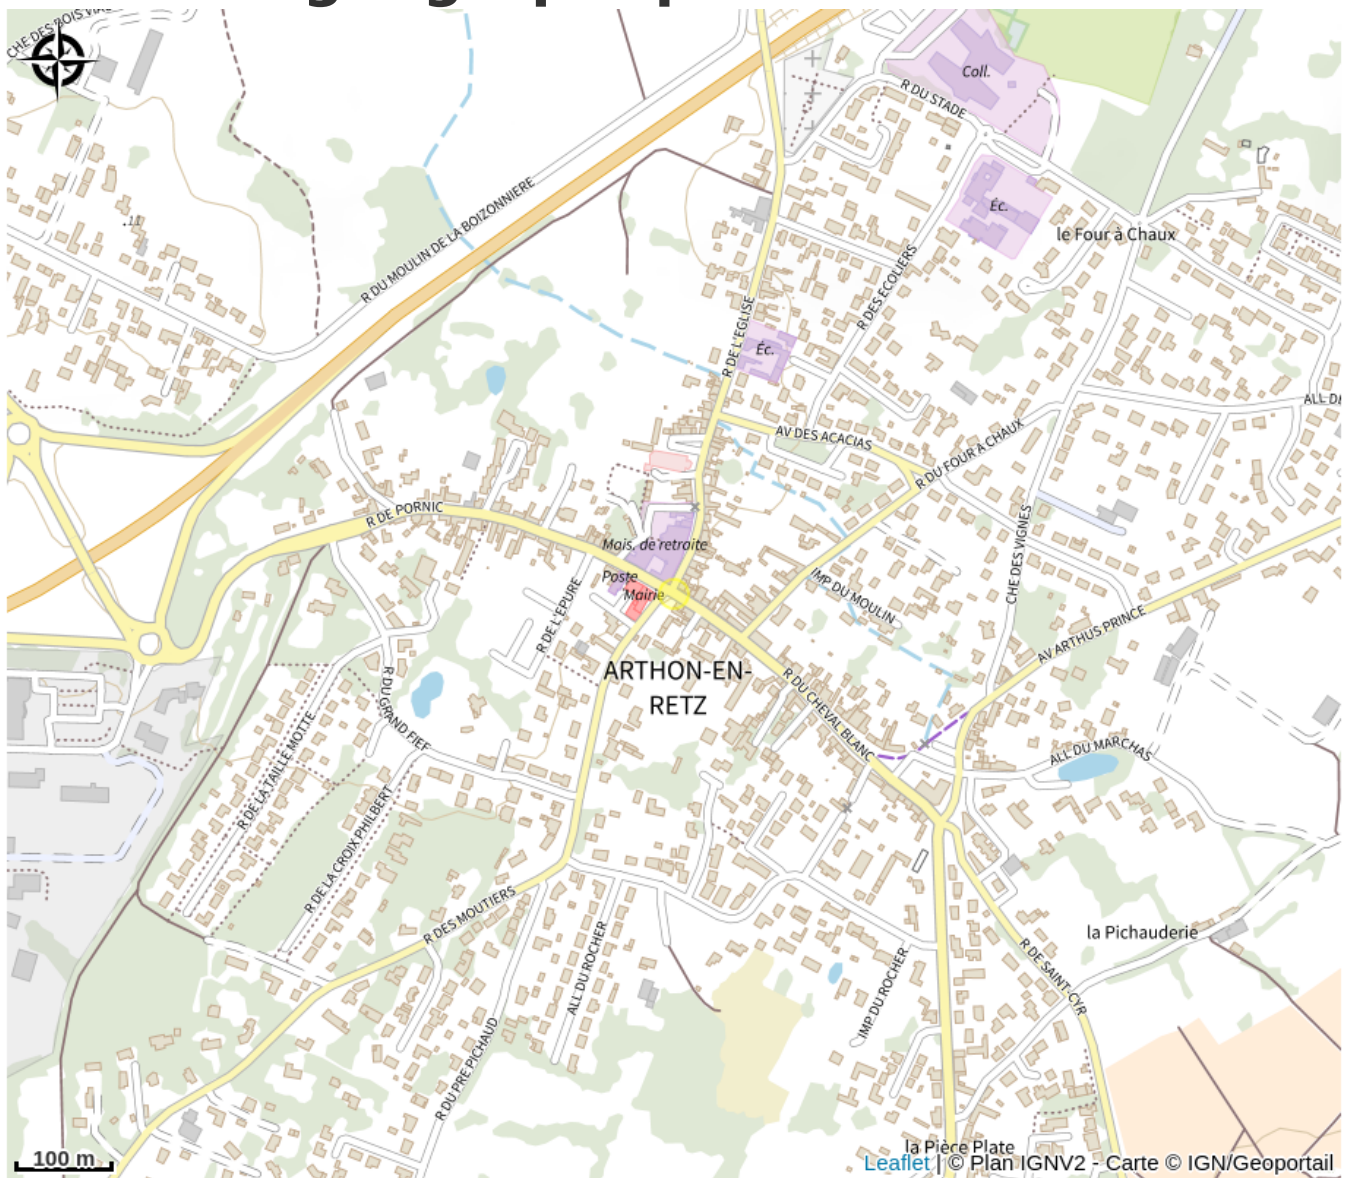 CHE DES BOIS
Coll.
R DU STADE
R DU MOULIN DE LA BOIZONNIERE
.11
Éc.
le Four à Chaux
R DES ECOLIERS
R DE L'EGLISE
Éc.
ALL DE
AV DES ACACIAS
R DU FOUR A CHAUX
R DE PORNIC
CHE DES VIGNES
Mais. de retraite
Poste
Mairie
IMP DU MOULIN
R DE L'EPURE
AV ARTHUS PRINCE
ARTHON-EN-
RETZ
R DU CHEVAL BLANC
R DU GRAND FIEF
R DE LA TAILLE MOTTE
ALL DU MARCHAS
R DE LA CROIX PHILBERT
R DES MOUTIERS
la Pichauderie
ALL DU ROCHER
IMP DU ROCHER
R DE SAINT-CYR
R DU PRE PICHAUD
la Pièce Plate
100 m
Leaflet | © Plan IGNV2 - Carte © IGN/Geoportail